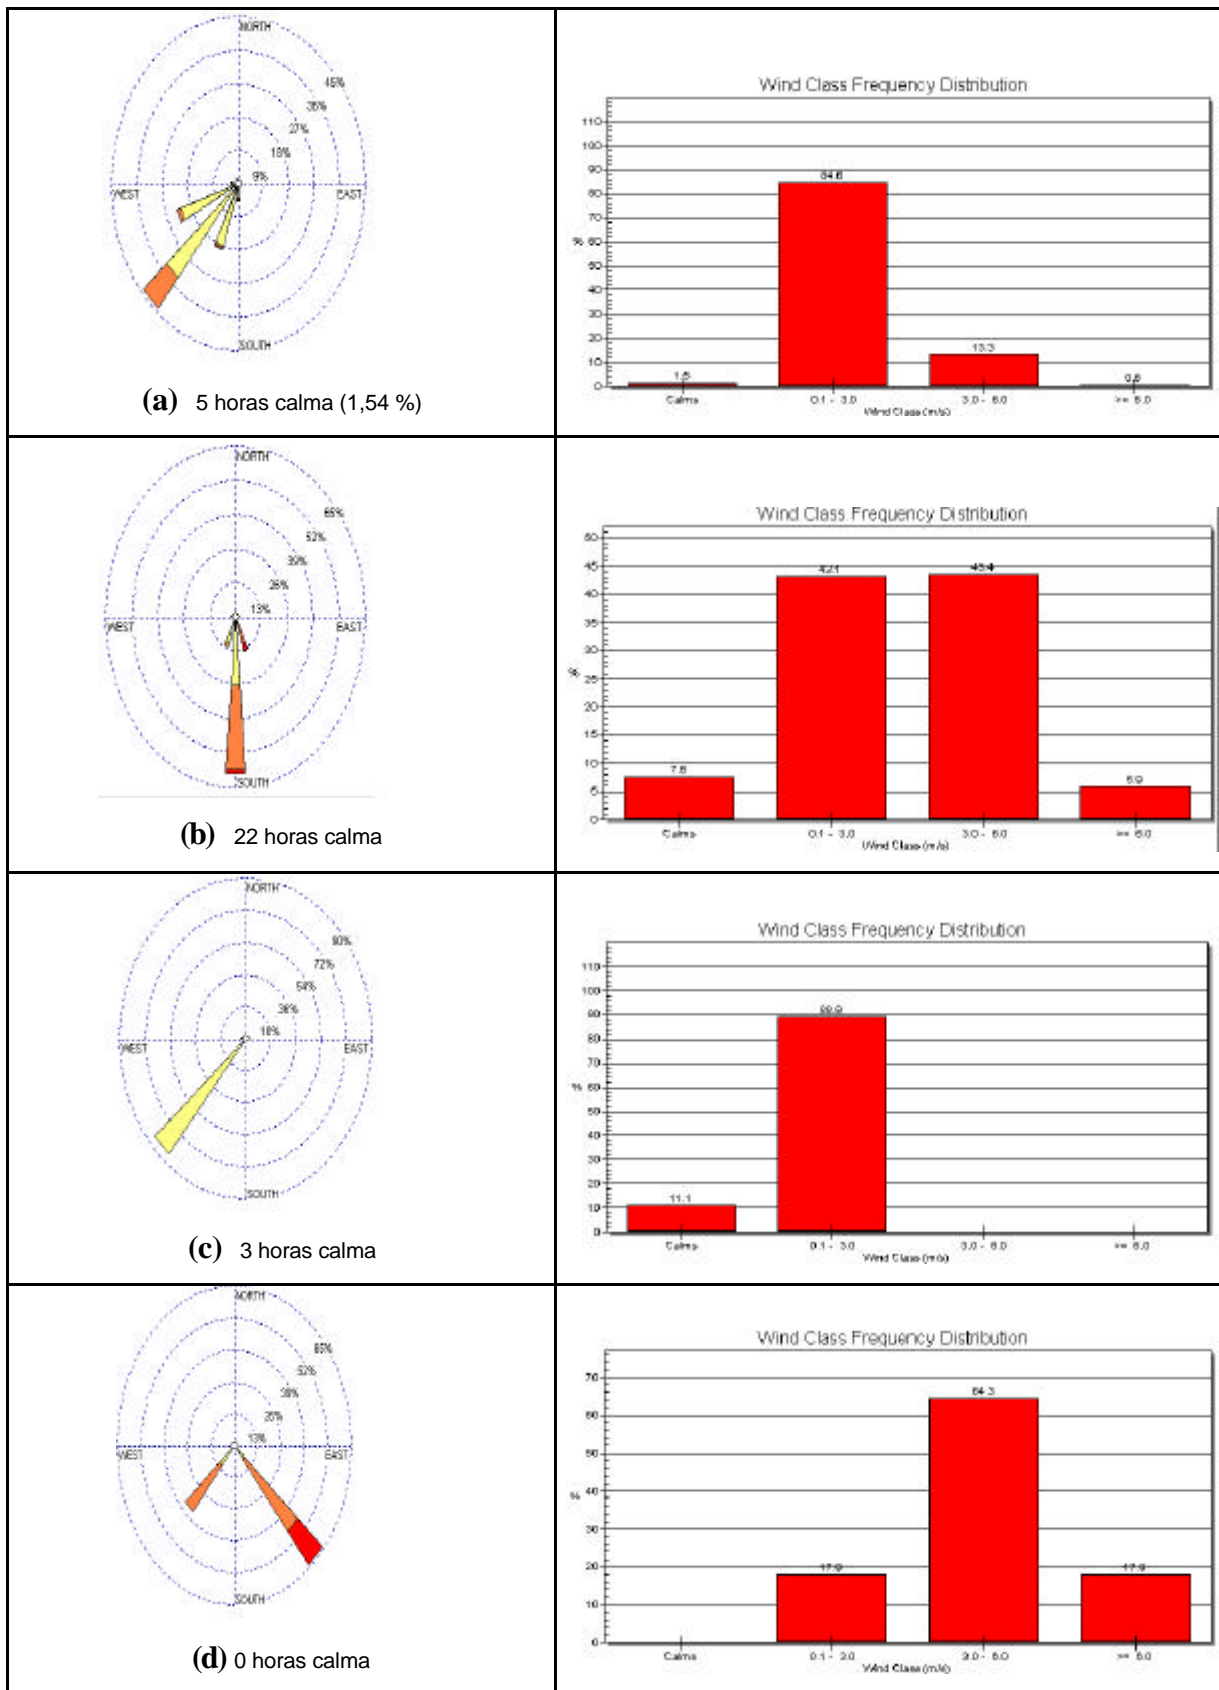 NORTH
45%
36%
27%
18%
9%
WEST
EAST
SOUTH
(a) 5 horas calma (1,54 %)
Wind Class Frequency Distribution
110
100
90
80
70
60
50
40
30
20
10
0
%
1.5
84.6
13.3
0.6
Calms
0.1 - 3.0
3.0 - 6.0
>= 6.0
Wind Class (m/s)
NORTH
65%
52%
39%
26%
13%
WEST
EAST
SOUTH
(b) 22 horas calma
Wind Class Frequency Distribution
50
45
40
35
30
25
20
15
10
5
0
%
7.6
43.4
5.9
Calms
0.1 - 3.0
3.0 - 6.0
>= 6.0
Wind Class (m/s)
NORTH
90%
72%
54%
36%
18%
WEST
EAST
SOUTH
(c) 3 horas calma
Wind Class Frequency Distribution
110
100
90
80
70
60
50
40
30
20
10
0
%
11.1
88.9
Calms
0.1 - 3.0
3.0 - 6.0
>= 6.0
Wind Class (m/s)
NORTH
65%
52%
39%
26%
13%
WEST
EAST
SOUTH
(d) 0 horas calma
Wind Class Frequency Distribution
70
60
50
40
30
20
10
0
%
17.9
64.3
17.9
Calms
0.1 - 3.0
3.0 - 6.0
>= 6.0
Wind Class (m/s)